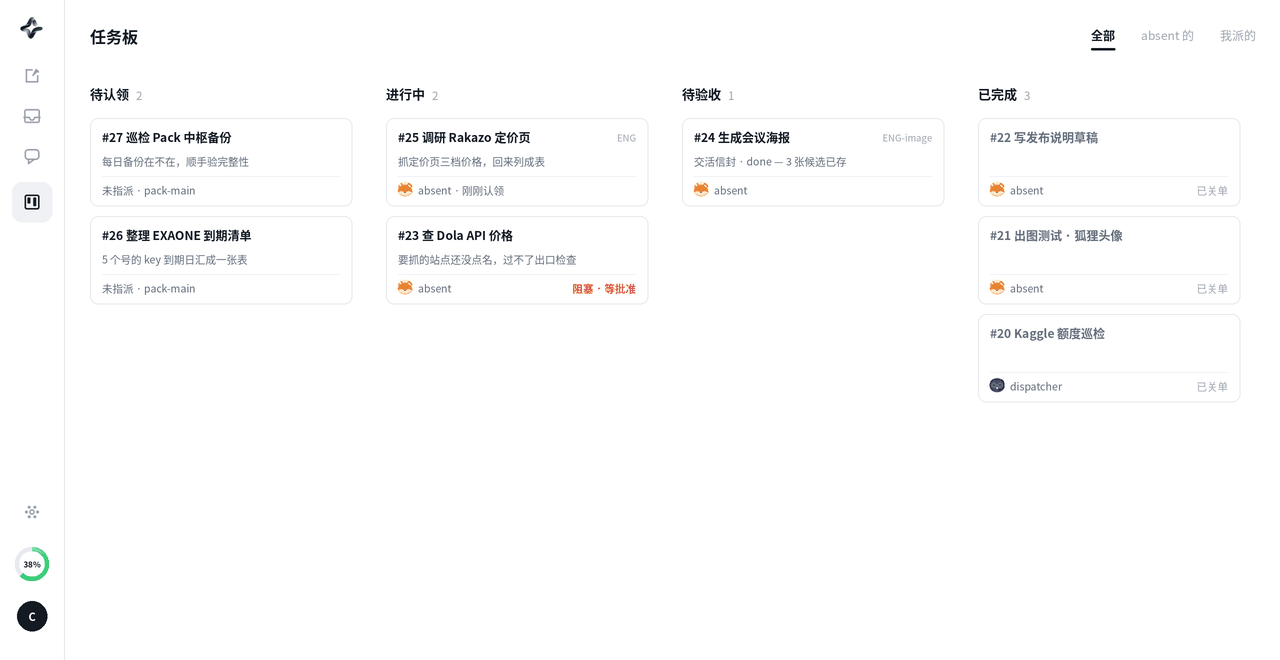 任务板
全部
absent 的
我派的
待认领 2
#27 巡检 Pack 中枢备份
每日备份在不在，顺手验完整性
未指派 · pack-main
#26 整理 EXAONE 到期清单
5 个号的 key 到期日汇成一张表
未指派 · pack-main
进行中 2
#25 调研 Rakazo 定价页 ENG
抓定价页三档价格，回来列成表
absent · 刚刚认领
#23 查 Dola API 价格
要抓的站点还没点名，过不了出口检查
absent 阻塞 · 等批准
待验收 1
#24 生成会议海报 ENG-image
交活信封 · done — 3 张候选已存
absent
已完成 3
#22 写发布说明草稿
absent 已关单
#21 出图测试 · 狐狸头像
absent 已关单
#20 Kaggle 额度巡检
dispatcher 已关单
38%
C